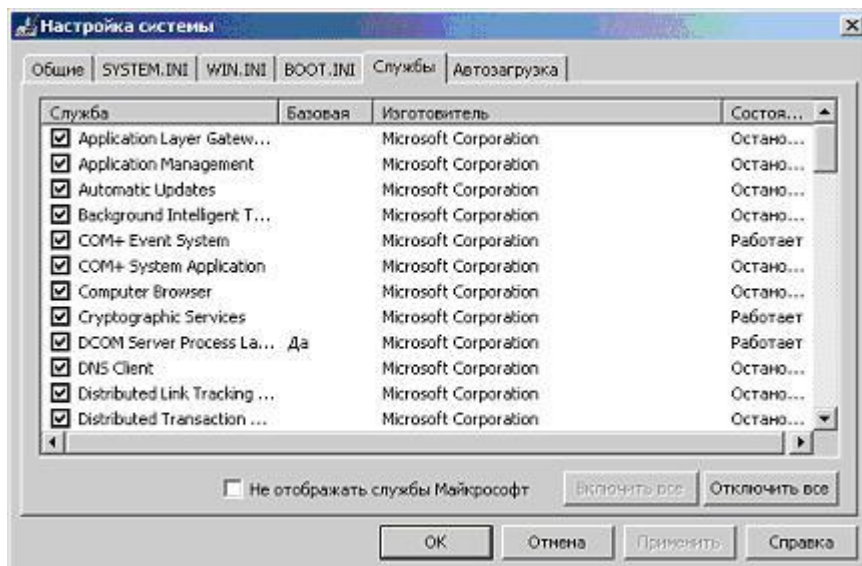 Настройка системы
Общие SYSTEM.INI WIN.INI BOOT.INI Службы Автозагрузка
Служба Базовая Изготовитель Состоя...
Application Layer Gatew... Microsoft Corporation Остано...
Application Management Microsoft Corporation Остано...
Automatic Updates Microsoft Corporation Остано...
Background Intelligent T... Microsoft Corporation Остано...
COM+ Event System Microsoft Corporation Работает
COM+ System Application Microsoft Corporation Остано...
Computer Browser Microsoft Corporation Остано...
Cryptographic Services Microsoft Corporation Работает
DCOM Server Process La... Да Microsoft Corporation Работает
DNS Client Microsoft Corporation Остано...
Distributed Link Tracking ... Microsoft Corporation Остано...
Distributed Transaction ... Microsoft Corporation Остано...
Не отображать службы Майкрософт Включить все Отключить все
OK Отмена Применить Справка